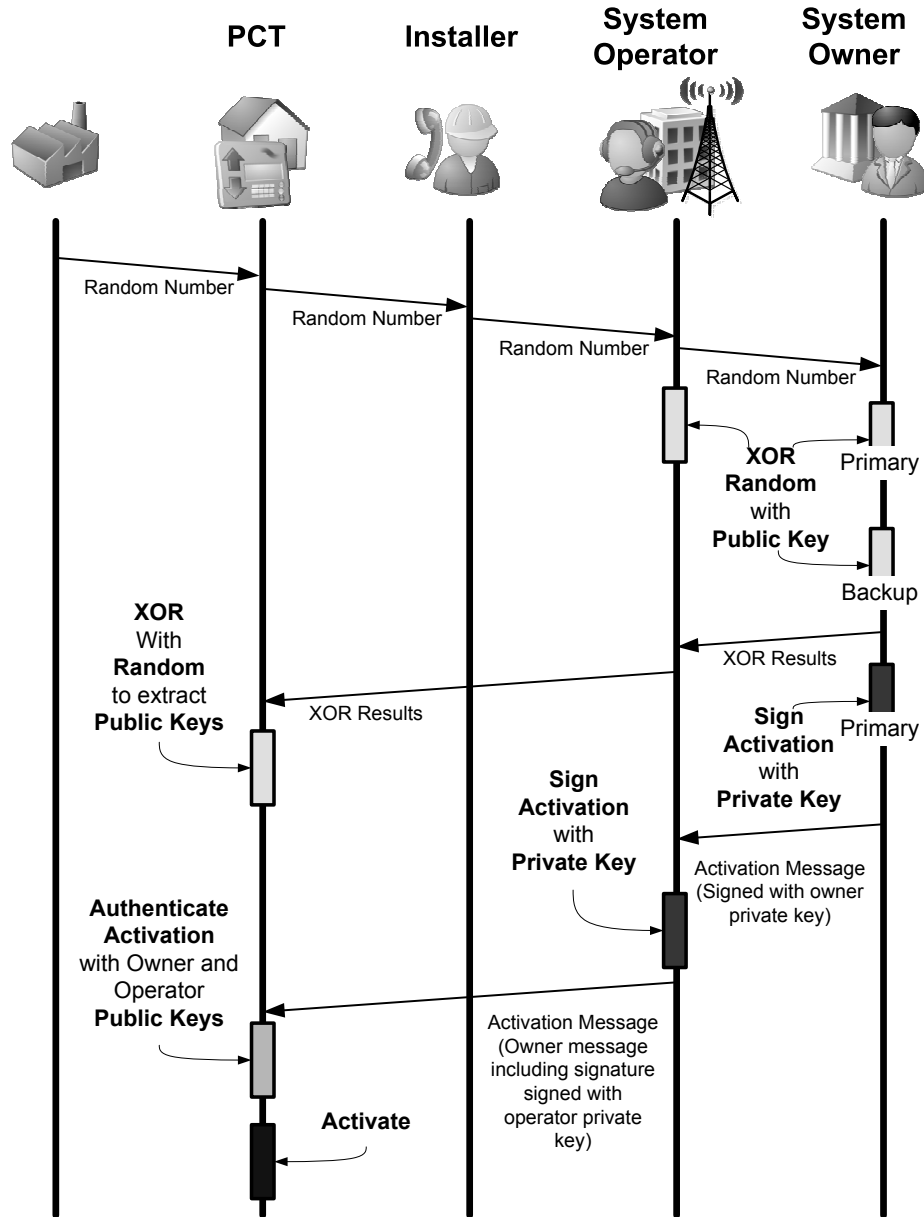 PCT
Installer
System
Operator
System
Owner
Random Number
Random Number
Random Number
Random Number
XOR
Random
with
Public Key
Primary
Backup
XOR
With
Random
to extract
Public Keys
XOR Results
XOR Results
Sign
Activation
with
Private Key
Primary
Sign
Activation
with
Private Key
Activation Message
(Signed with owner
private key)
Authenticate
Activation
with Owner and
Operator
Public Keys
Activation Message
(Owner message
including signature
signed with
operator private
key)
Activate